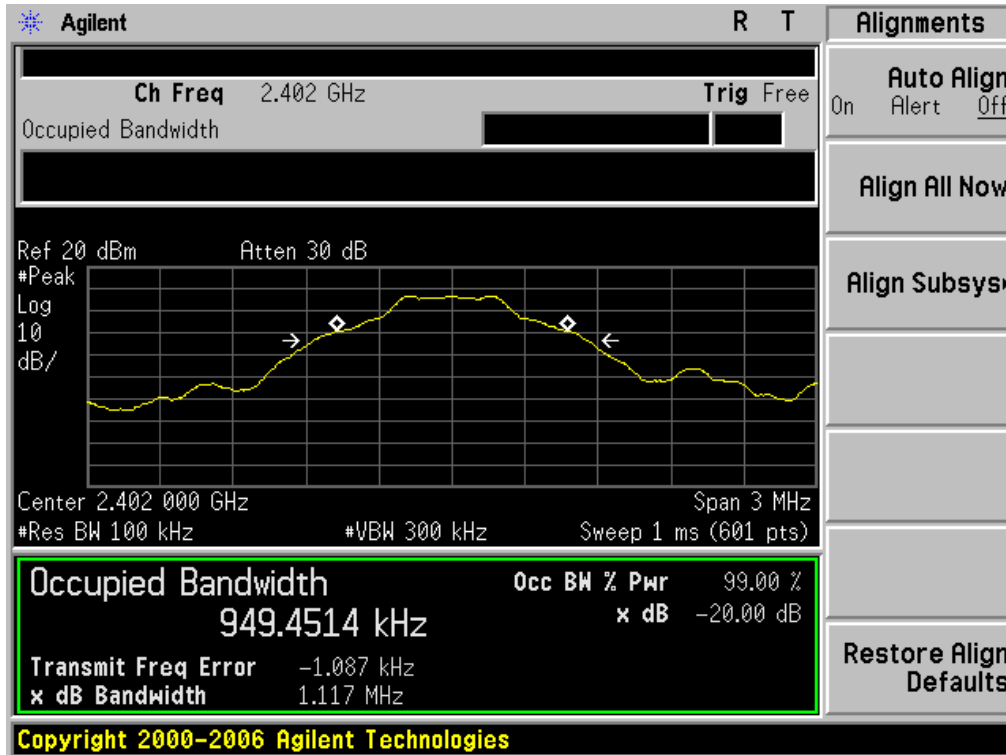 Agilent R T
Ch Freq 2.402 GHz Trig Free
Occupied Bandwidth
Ref 20 dBm Atten 30 dB
#Peak
Log
10
dB/
Center 2.402 000 GHz Span 3 MHz
#Res BW 100 kHz #VBW 300 kHz Sweep 1 ms (601 pts)
Occupied Bandwidth
949.4514 kHz
Occ BW % Pwr 99.00 %
x dB -20.00 dB
Transmit Freq Error -1.087 kHz
x dB Bandwidth 1.117 MHz
Copyright 2000-2006 Agilent Technologies
Alignments
Auto Align
On Alert Off
Align All Now
Align Subsys
Restore Align
Defaults